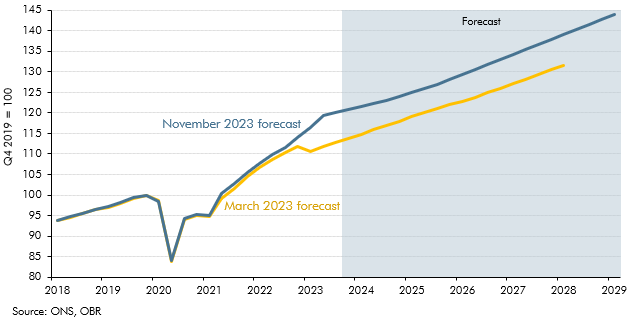 145
140
135
130
125
120
115
110
105
100
95
90
85
80
Q4 2019 = 100
Forecast
November 2023 forecast
March 2023 forecast
2018 2019 2020 2021 2022 2023 2024 2025 2026 2027 2028 2029
Source: ONS, OBR